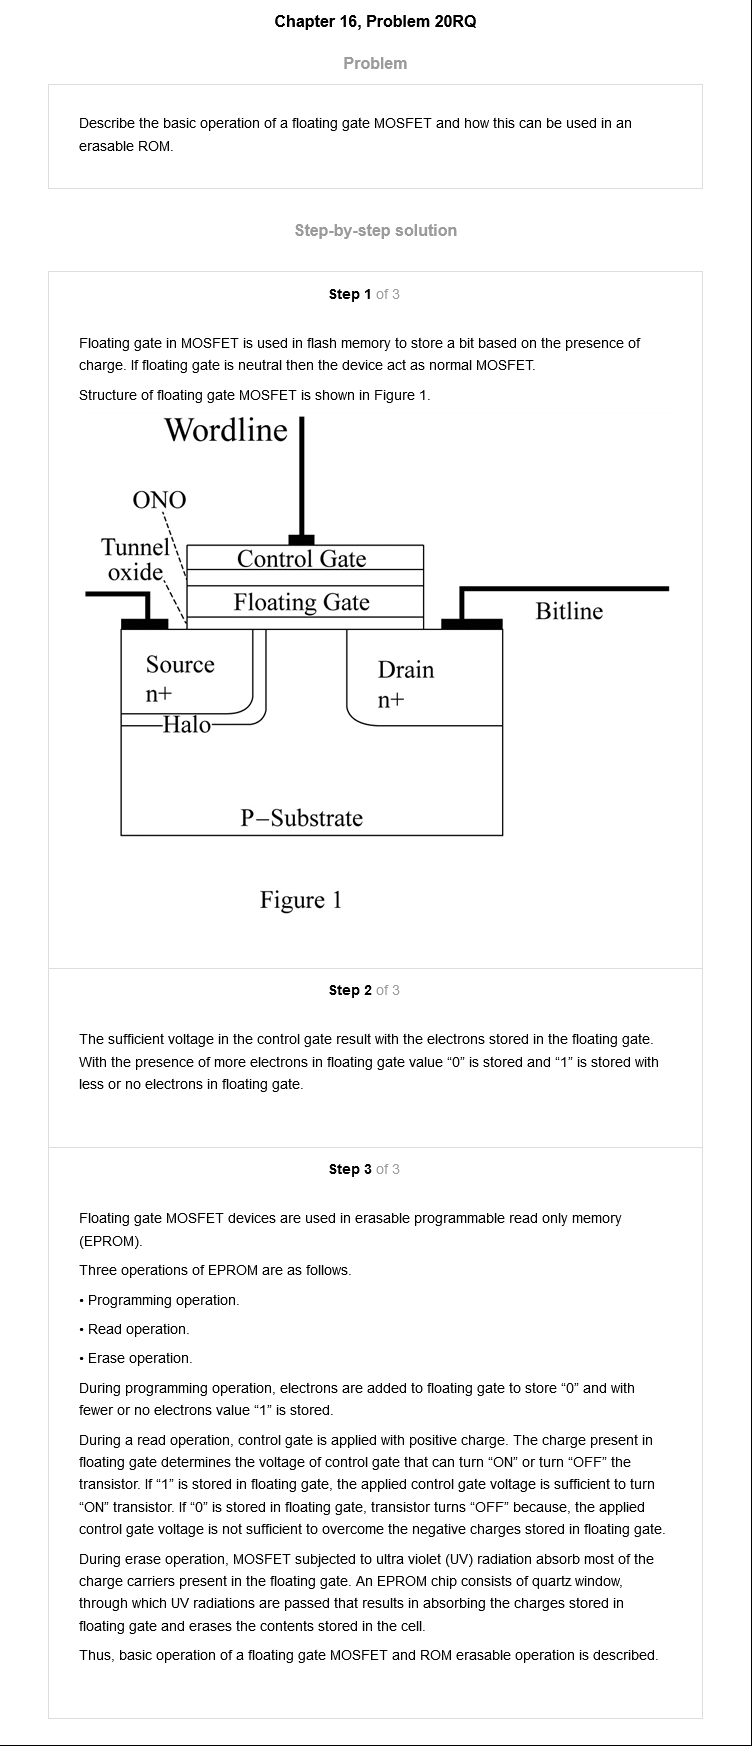 Chapter 16, Problem 20RQ
Problem
Describe the basic operation of a floating gate MOSFET and how this can be used in an
erasable ROM.
Step-by-step solution
Step 1 of 3
Floating gate in MOSFET is used in flash memory to store a bit based on the presence of
charge. If floating gate is neutral then the device act as normal MOSFET.
Structure of floating gate MOSFET is shown in Figure 1.
Wordline
ONO
Tunnel
oxide
Control Gate
Floating Gate
Bitline
Source
n+
Drain
n+
Halo
P–Substrate
Figure 1
Step 2 of 3
The sufficient voltage in the control gate result with the electrons stored in the floating gate.
With the presence of more electrons in floating gate value “0” is stored and “1” is stored with
less or no electrons in floating gate.
Step 3 of 3
Floating gate MOSFET devices are used in erasable programmable read only memory
(EPROM).
Three operations of EPROM are as follows.
• Programming operation.
• Read operation.
• Erase operation.
During programming operation, electrons are added to floating gate to store “0” and with
fewer or no electrons value “1” is stored.
During a read operation, control gate is applied with positive charge. The charge present in
floating gate determines the voltage of control gate that can turn “ON” or turn “OFF” the
transistor. If “1” is stored in floating gate, the applied control gate voltage is sufficient to turn
“ON” transistor. If “0” is stored in floating gate, transistor turns “OFF” because, the applied
control gate voltage is not sufficient to overcome the negative charges stored in floating gate.
During erase operation, MOSFET subjected to ultra violet (UV) radiation absorb most of the
charge carriers present in the floating gate. An EPROM chip consists of quartz window,
through which UV radiations are passed that results in absorbing the charges stored in
floating gate and erases the contents stored in the cell.
Thus, basic operation of a floating gate MOSFET and ROM erasable operation is described.